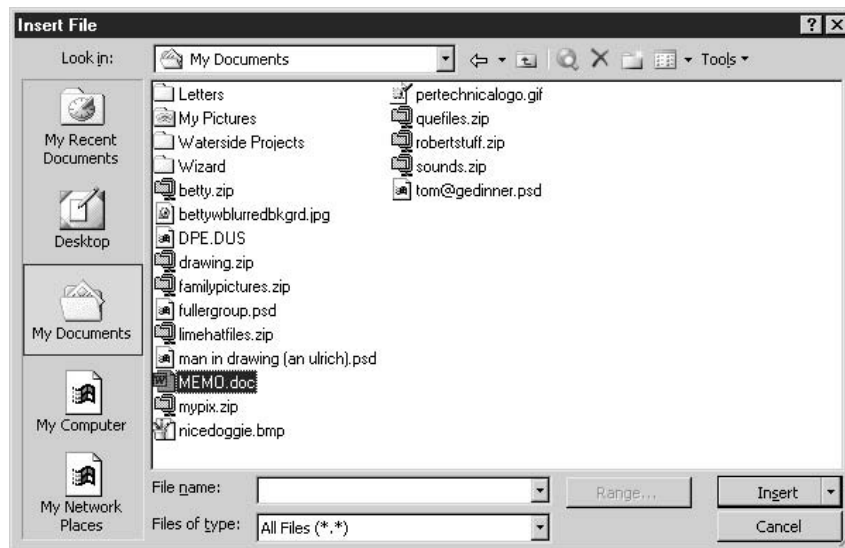 Insert File
Look in:
My Documents
Tools
My Recent
Documents
Desktop
My Documents
My Computer
My Network
Places
Letters
My Pictures
Waterside Projects
Wizard
betty.zip
bettywblurredbkgrd.jpg
DPE.DUS
drawing.zip
familypictures.zip
fullergroup.psd
limehatfiles.zip
man in drawing (an ulrich).psd
MEMO.doc
mypix.zip
nicedoggie.bmp
pertechnicalogo.gif
quefiles.zip
robertstuff.zip
sounds.zip
tom@gedinner.psd
File name:
Range...
Insert
Files of type:
All Files (*.*)
Cancel